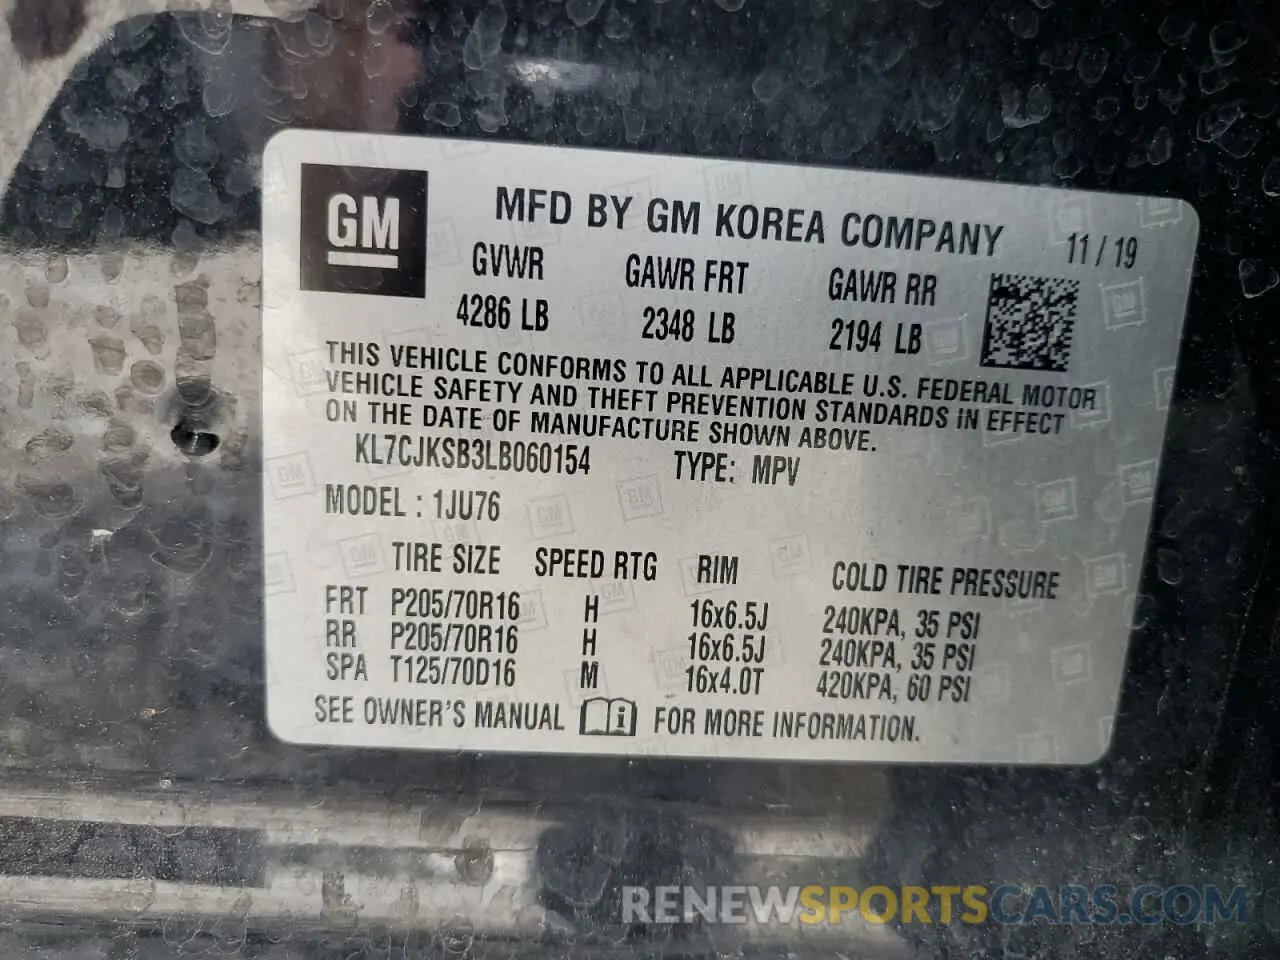 GM
MFD BY GM KOREA COMPANY 11 / 19
GVWR GAWR FRT GAWR RR
4286 LB 2348 LB 2194 LB
THIS VEHICLE CONFORMS TO ALL APPLICABLE U.S. FEDERAL MOTOR
VEHICLE SAFETY AND THEFT PREVENTION STANDARDS IN EFFECT
ON THE DATE OF MANUFACTURE SHOWN ABOVE.
KL7CJKSB3LB060154 TYPE: MPV
MODEL : 1JU76
TIRE SIZE SPEED RTG RIM COLD TIRE PRESSURE
FRT P205/70R16 H 16x6.5J 240KPA, 35 PSI
RR P205/70R16 H 16x6.5J 240KPA, 35 PSI
SPA T125/70D16 M 16x4.0T 420KPA, 60 PSI
SEE OWNER'S MANUAL i FOR MORE INFORMATION.
RENEWSPORTSCARS.COM